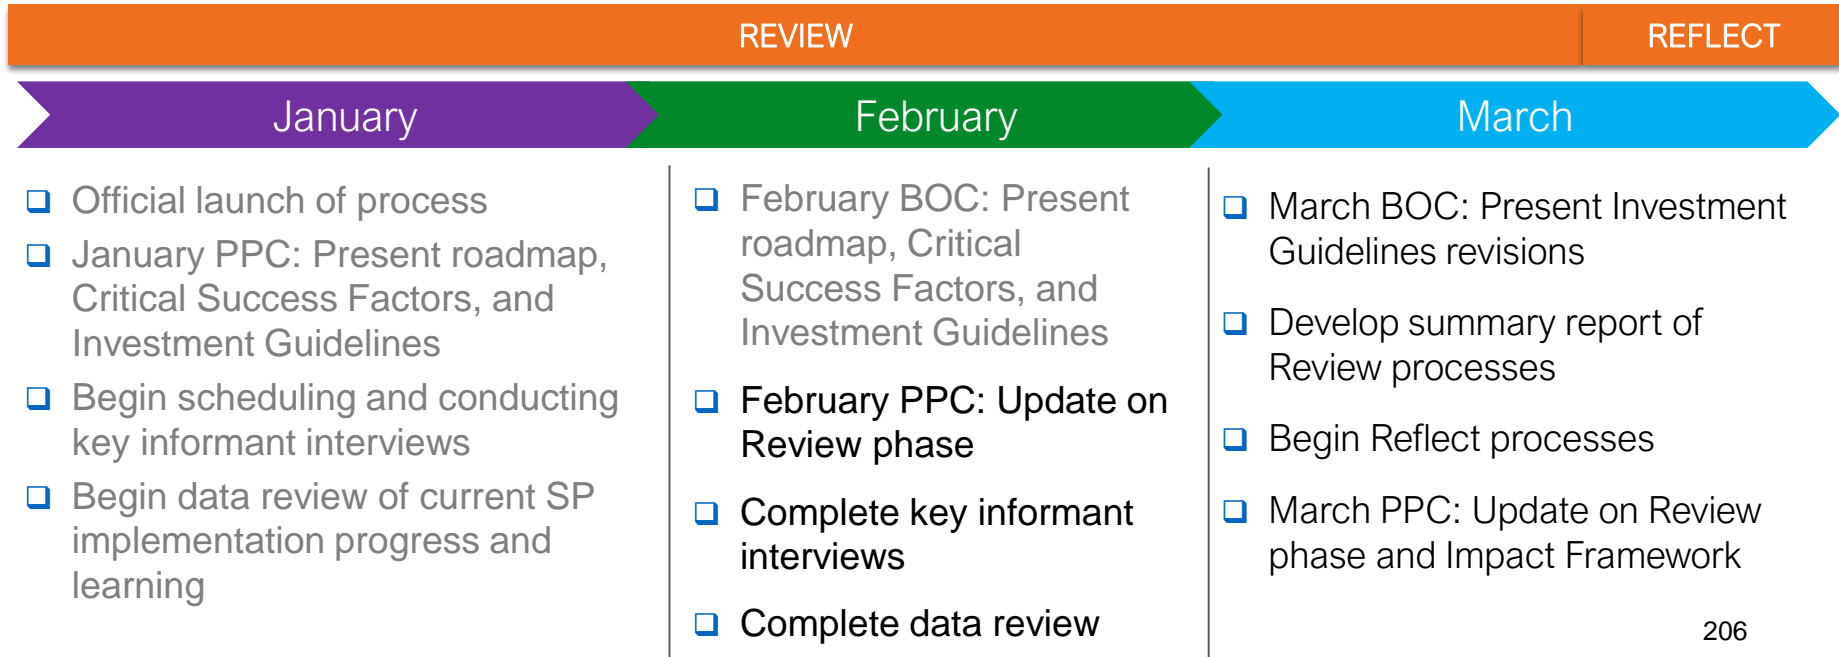 REVIEW
REFLECT
January
February
March
Official launch of process
January PPC: Present roadmap,
Critical Success Factors, and
Investment Guidelines
Begin scheduling and conducting
key informant interviews
Begin data review of current SP
implementation progress and
learning
February BOC: Present
roadmap, Critical
Success Factors, and
Investment Guidelines
February PPC: Update on
Review phase
Complete key informant
interviews
Complete data review
March BOC: Present Investment
Guidelines revisions
Develop summary report of
Review processes
Begin Reflect processes
March PPC: Update on Review
phase and Impact Framework
206